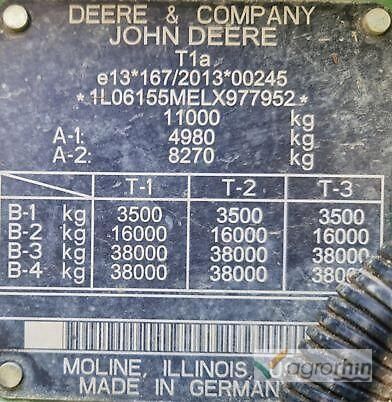 DEERE & COMPANY
JOHN DEERE
T1a
e13*167/2013*00245
*1L06155MELX977952*
11000 kg
A-1: 4980 kg
A-2: 8270 kg
T-1 T-2 T-3
B-1 kg 3500 3500 3500
B-2 kg 16000 16000 16000
B-3 kg 38000 38000 38000
B-4 kg 38000 38000 38000
MOLINE, ILLINOIS,
MADE IN GERMANY
agrorhin